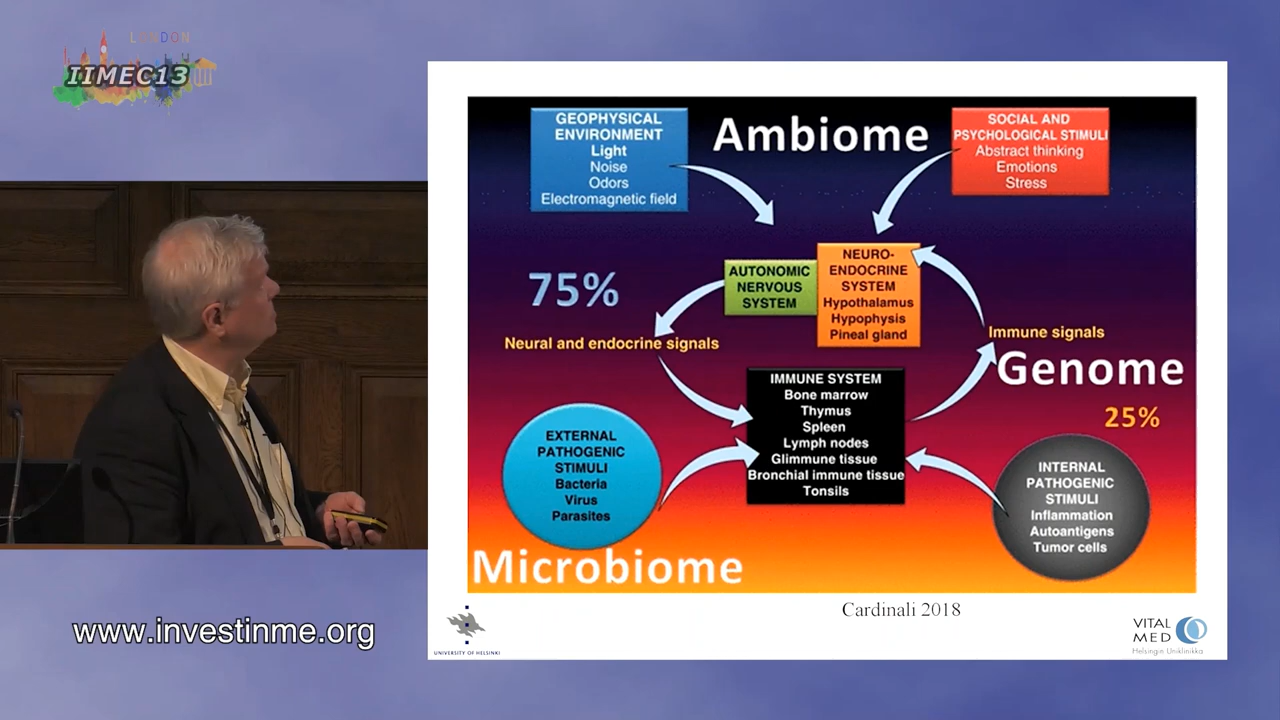 LONDON
IIMEC13
www.investinme.org
Ambiome
GEOPHYSICAL
ENVIRONMENT
Light
Noise
Odors
Electromagnetic field
SOCIAL AND
PSYCHOLOGICAL STIMULI
Abstract thinking
Emotions
Stress
75%
AUTONOMIC
NERVOUS
SYSTEM
NEURO-
ENDOCRINE
SYSTEM
Hypothalamus
Hypophysis
Pineal gland
Neural and endocrine signals
Immune signals
Genome
25%
IMMUNE SYSTEM
Bone marrow
Thymus
Spleen
Lymph nodes
Glimmune tissue
Bronchial immune tissue
Tonsils
EXTERNAL
PATHOGENIC
STIMULI
Bacteria
Virus
Parasites
INTERNAL
PATHOGENIC
STIMULI
Inflammation
Autoantigens
Tumor cells
Microbiome
Cardinali 2018
UNIVERSITY OF HELSINKI
VITAL
MED
Helsingin Uniklinikka